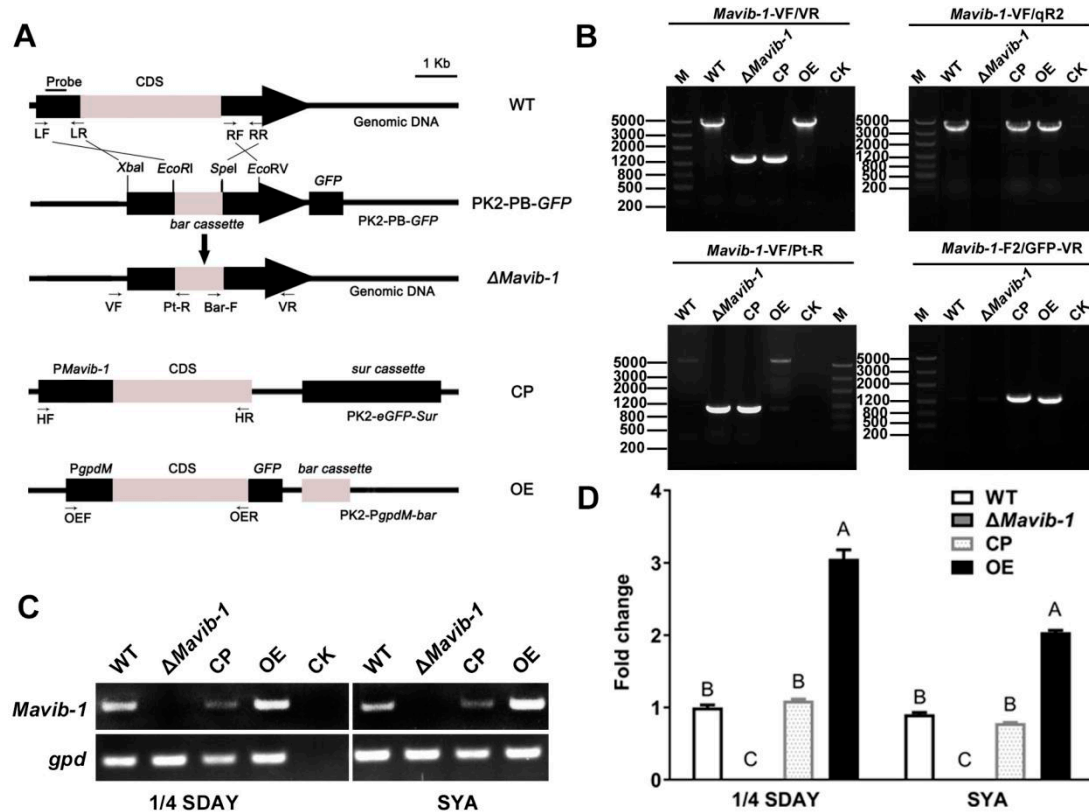 A
1 Kb
Probe
CDS
WT
LF
LR
RF
RR
Genomic DNA
XbaI
EcoRI
SpeI
EcoRV
GFP
PK2-PB-GFP
bar cassette
PK2-PB-GFP
ΔMavib-1
Genomic DNA
VF
Pt-R
Bar-F
VR
PMavib-1
CDS
sur cassette
CP
HF
HR
PK2-eGFP-Sur
PgpdM
CDS
GFP
bar cassette
OE
OEF
OER
PK2-PgpdM-bar
B
Mavib-1-VF/VR
M WT ΔMavib-1 CP OE CK
5000
3000
2000
1200
800
500
200
Mavib-1-VF/qR2
M WT ΔMavib-1 CP OE CK
5000
3000
2000
1200
800
500
200
Mavib-1-VF/Pt-R
WT ΔMavib-1 CP OE CK M
5000
3000
2000
1200
800
500
200
Mavib-1-F2/GFP-VR
M WT ΔMavib-1 CP OE CK
5000
3000
2000
1200
800
500
200
C
WT ΔMavib-1 CP OE CK WT ΔMavib-1 CP OE
Mavib-1
gpd
1/4 SDAY SYA
D
Fold change
4
3
2
1
0
WT
ΔMavib-1
CP
OE
B C B A
B C B A
1/4 SDAY SYA